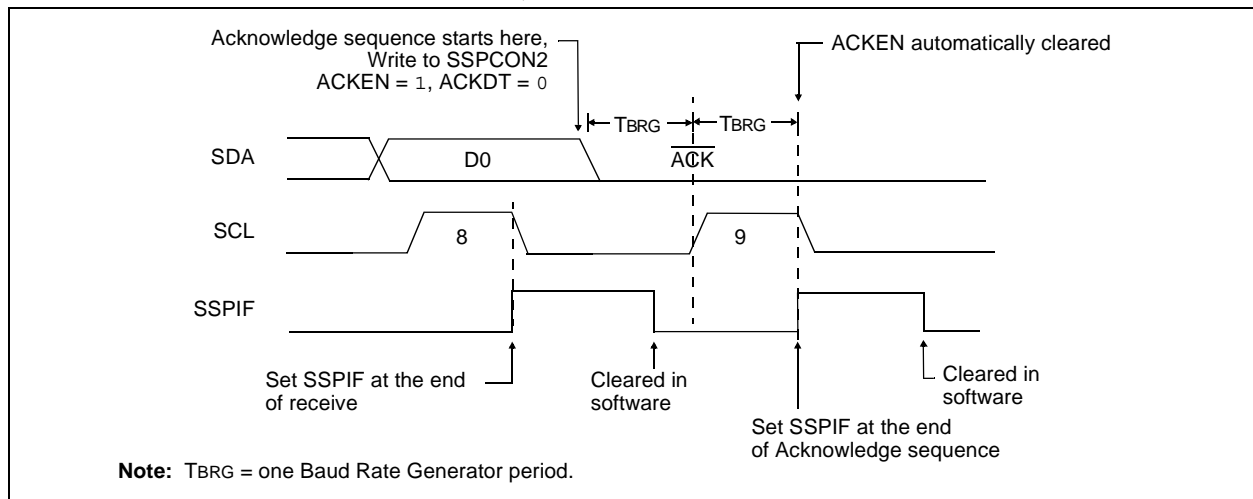 Acknowledge sequence starts here,
Write to SSPCON2
ACKEN = 1, ACKDT = 0
ACKEN automatically cleared
TBRG
TBRG
SDA
D0
ACK
SCL
8
9
SSPIF
Set SSPIF at the end
of receive
Cleared in
software
Cleared in
software
Set SSPIF at the end
of Acknowledge sequence
Note: TBRG = one Baud Rate Generator period.